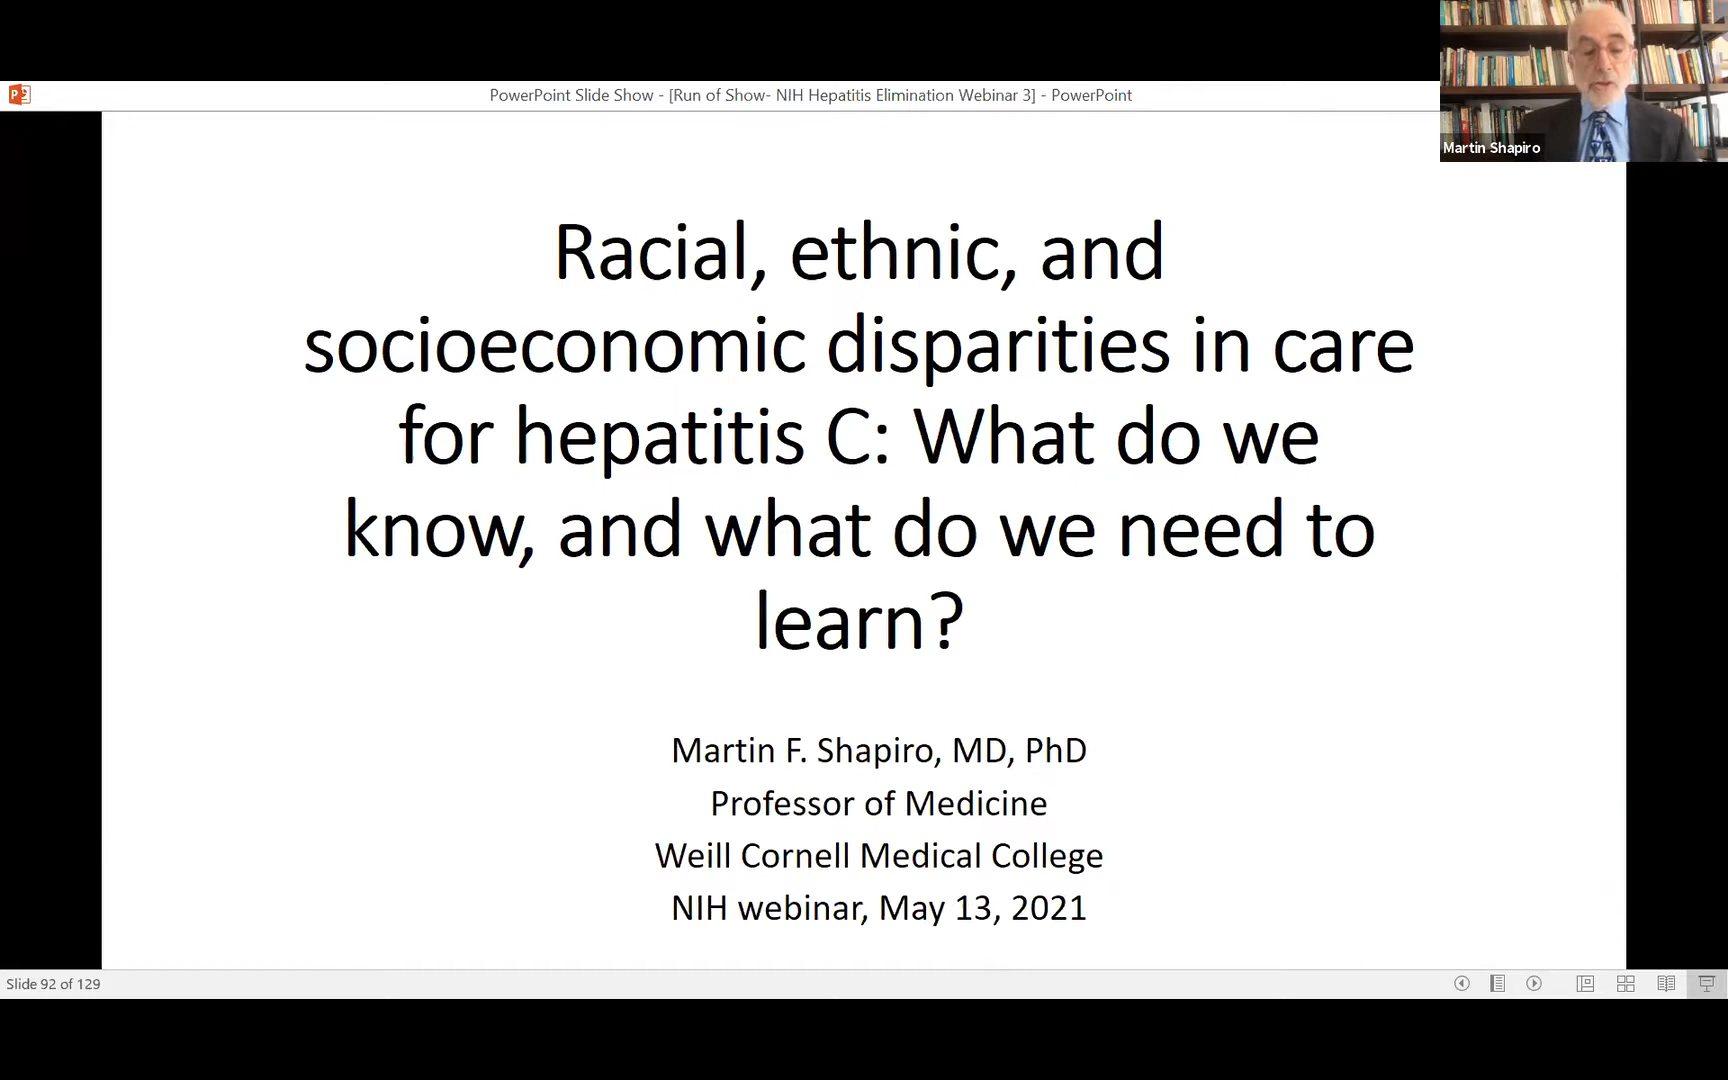 PowerPoint Slide Show - [Run of Show- NIH Hepatitis Elimination Webinar 3] - PowerPoint
Martin Shapiro
Racial, ethnic, and
socioeconomic disparities in care
for hepatitis C: What do we
know, and what do we need to
learn?
Martin F. Shapiro, MD, PhD
Professor of Medicine
Weill Cornell Medical College
NIH webinar, May 13, 2021
Slide 92 of 129